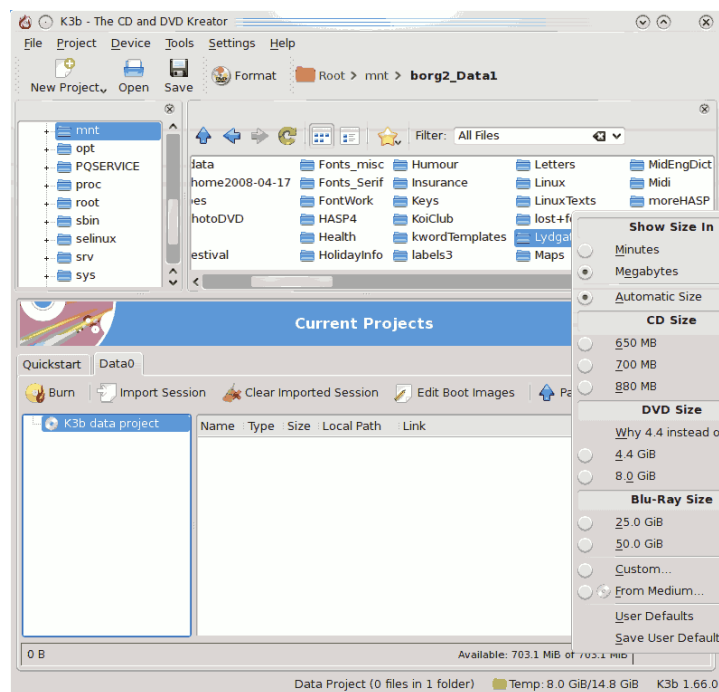 K3b - The CD and DVD Kreator
File Project Device Tools Settings Help
New Project Open Save Format Root > mnt > borg2_Data1
mnt
opt
PQSERVICE
proc
root
sbin
selinux
srv
sys
Filter: All Files
Fonts_misc Humour Letters MidEngDict
home2008-04-17 Fonts_Serif Insurance Linux Midi
FontWork Keys LinuxTexts moreHASP
hotoDVD HASP4 KoiClub
Health kwordTemplates
estival HolidayInfo labels3 Maps
Show Size In
Minutes
Megabytes
Automatic Size
CD Size
650 MB
700 MB
880 MB
DVD Size
Why 4.4 instead o
4.4 GiB
8.0 GiB
Blu-Ray Size
25.0 GiB
50.0 GiB
Custom...
From Medium...
User Defaults
Save User Default
Current Projects
Quickstart Data0
Burn Import Session Clear Imported Session Edit Boot Images
K3b data project
Name Type Size Local Path Link
0 B Available: 703.1 MiB of 703.1 MiB
Data Project (0 files in 1 folder) Temp: 8.0 GiB/14.8 GiB K3b 1.66.0